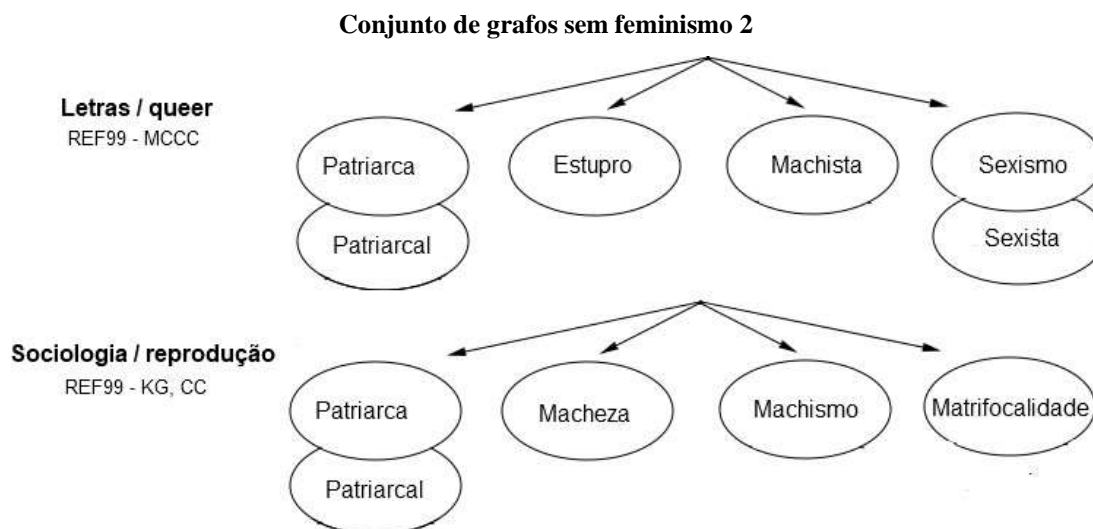 Conjunto de grafos sem feminismo 2
Letras / queer
REF99 - MCCC
Patriarca
Estupro
Machista
Sexismo
Patriarcal
Sexista
Sociologia / reprodução
REF99 - KG, CC
Patriarca
Macheza
Machismo
Matrifocalidade
Patriarcal